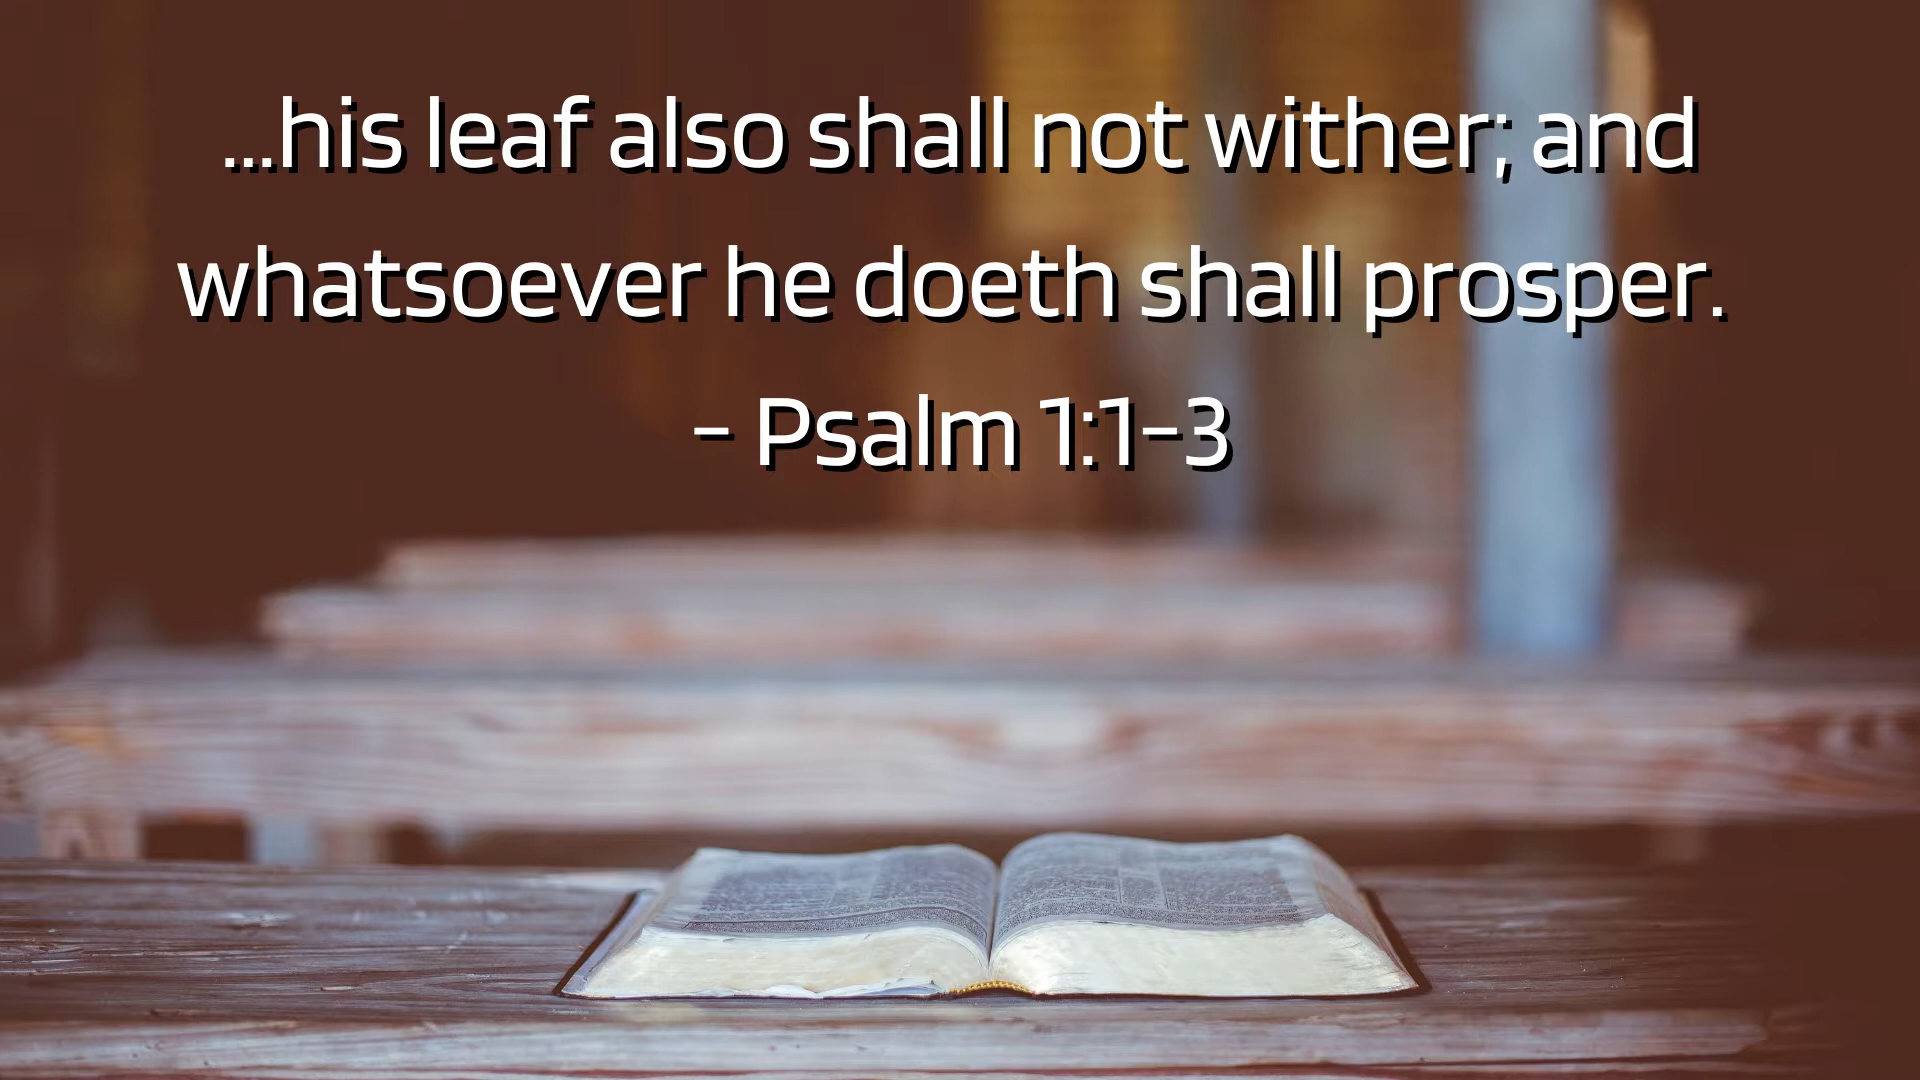 ...his leaf also shall not wither; and
whatsoever he doeth shall prosper.
- Psalm 1:1-3